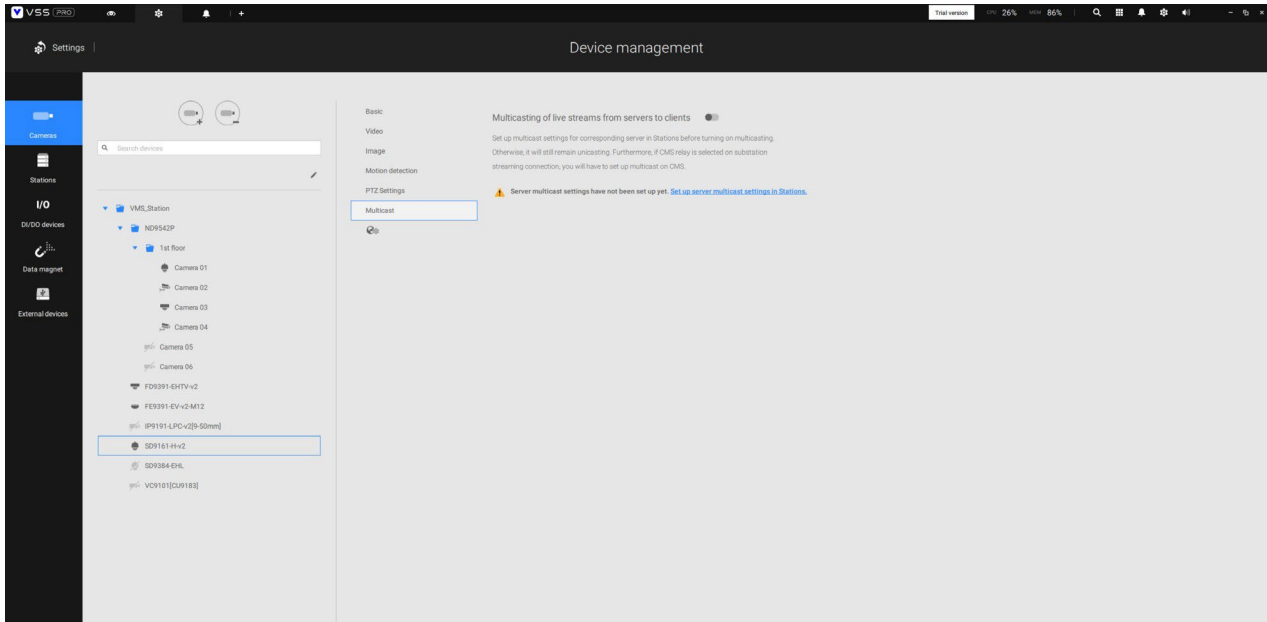 VSS PRO
Trial version
CPU 26% MEM 86%
Settings
Device management
Cameras
Stations
I/O
DI/DO devices
Data magnet
External devices
Search devices
VMS_Station
ND9542P
1st floor
Camera 01
Camera 02
Camera 03
Camera 04
Camera 05
Camera 06
FD9391-EHTV-v2
FE9391-EV-v2-M12
IP9191-LPC-v2[9-50mm]
SD9161-H-v2
SD9384-EHL
VC9101[CU9183]
Basic
Video
Image
Motion detection
PTZ Settings
Multicast
Multicasting of live streams from servers to clients
Set up multicast settings for corresponding server in Stations before turning on multicasting.
Otherwise, it will still remain unicasting. Furthermore, if CMS relay is selected on substation
streaming connection, you will have to set up multicast on CMS.
Server multicast settings have not been set up yet. Set up server multicast settings in Stations.